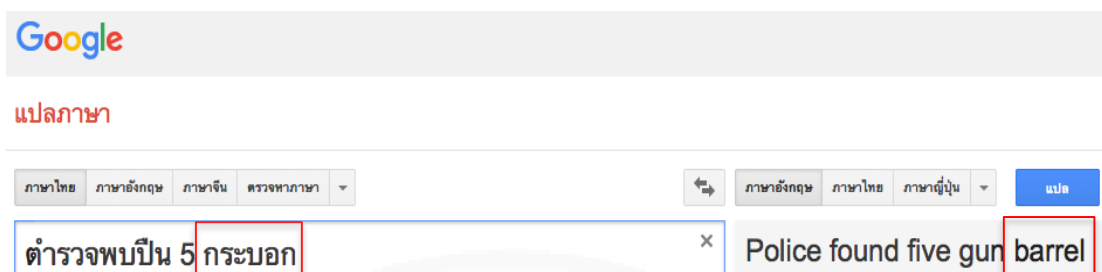 Google
แปลภาษา
ภาษาไทย ภาษาอังกฤษ ภาษาจีน ตรวจหาภาษา ภาษาอังกฤษ ภาษาไทย ภาษาญี่ปุ่น แปล
ตำรวจพบปืน 5 กระบอก × Police found five gun barrel